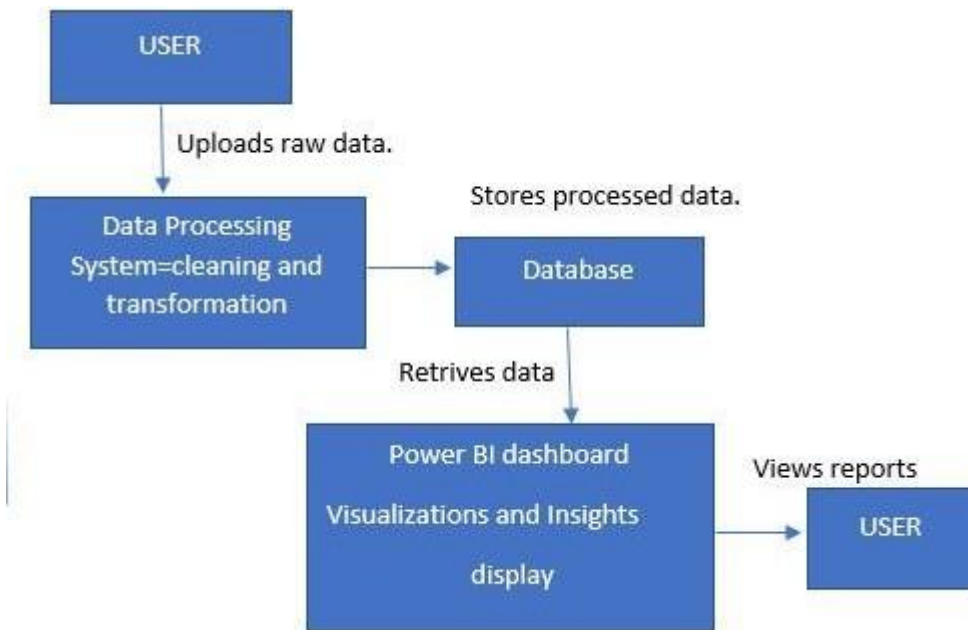 USER
Uploads raw data.
Data Processing
System=cleaning and
transformation
Stores processed data.
Database
Retrives data
Power BI dashboard
Visualizations and Insights
display
Views reports
USER